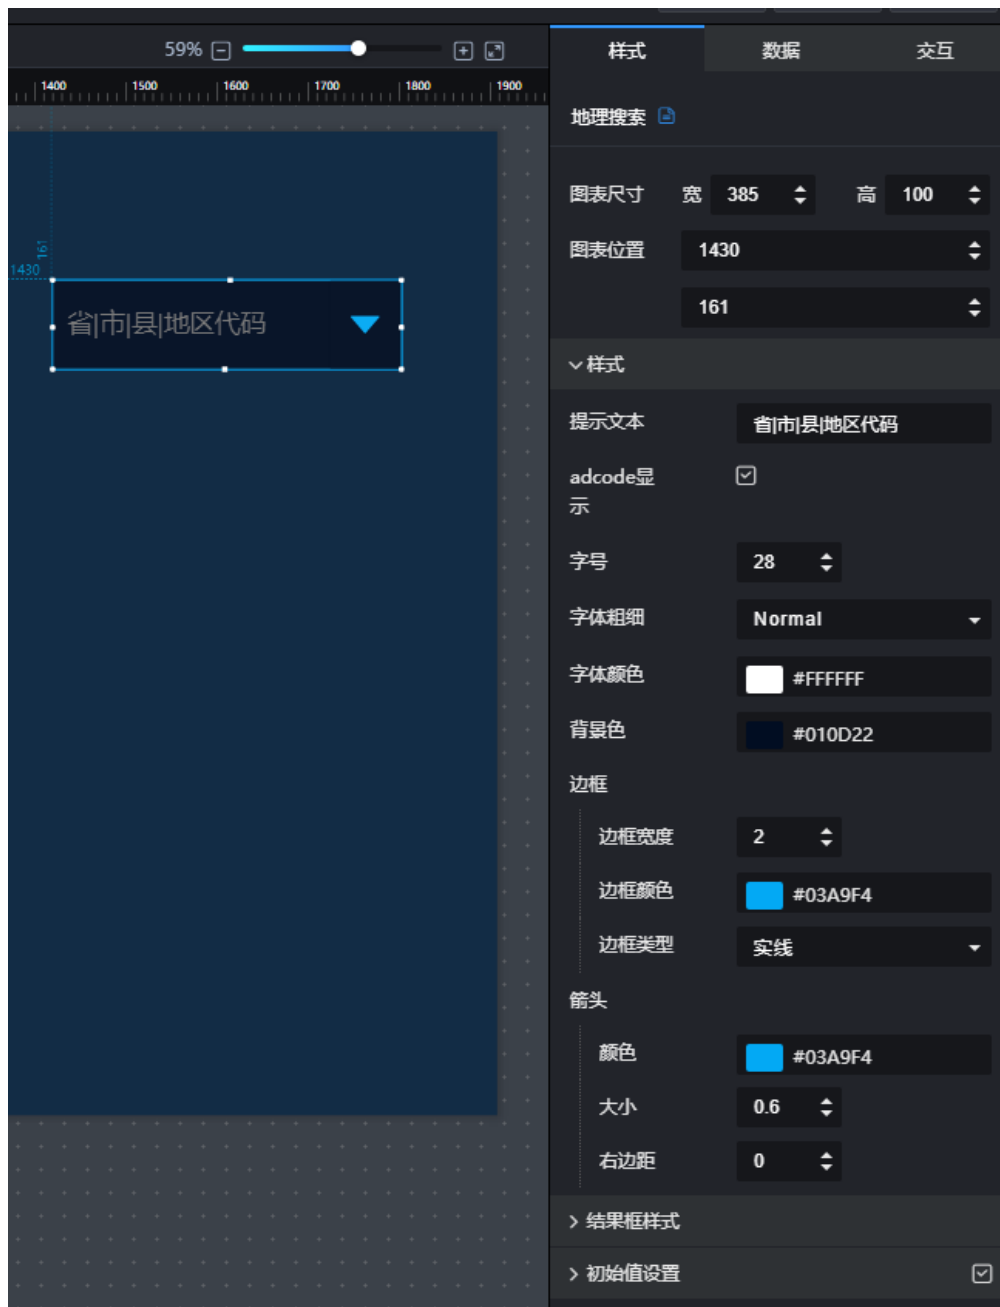 59%
样式 数据 交互
1400 1500 1600 1700 1800 1900
地理搜索
图表尺寸 宽 385 高 100
图表位置 1430
161
161
1430
省|市|县|地区代码
样式
提示文本 省|市|县|地区代码
adcode显
示
字号 28
字体粗细 Normal
字体颜色 #FFFFFF
背景色 #010D22
边框
边框宽度 2
边框颜色 #03A9F4
边框类型 实线
箭头
颜色 #03A9F4
大小 0.6
右边距 0
结果框样式
初始值设置